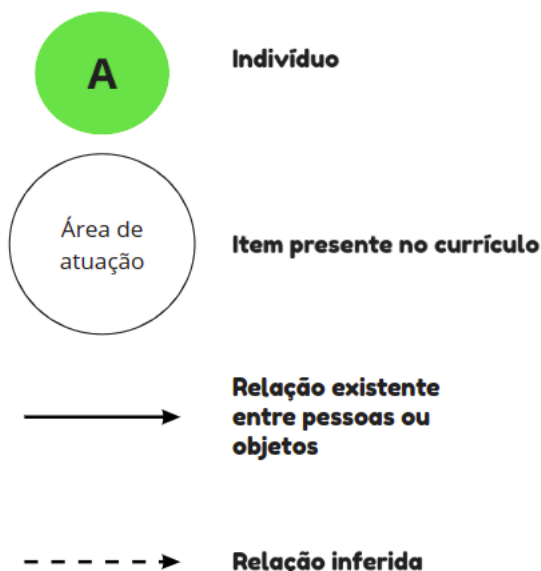 A
Indivíduo
Área de
atuação
Item presente no currículo
Relação existente
entre pessoas ou
objetos
Relação inferida